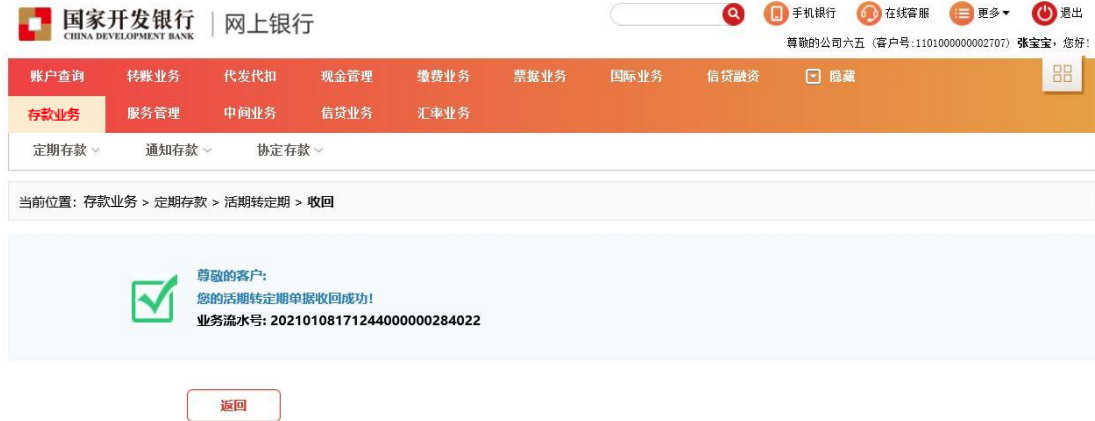 国家开发银行 网上银行
CHINA DEVELOPMENT BANK
手机银行 在线客服 更多 退出
尊敬的公司六五（客户号:1101000000002707）张宝宝，您好!
账户查询 转账业务 代发代扣 现金管理 缴费业务 票据业务 国际业务 信贷融资 隐藏
存款业务 服务管理 中间业务 信贷业务 汇率业务
定期存款 通知存款 协定存款
当前位置: 存款业务 > 定期存款 > 活期转定期 > 收回
尊敬的客户:
您的活期转定期单据收回成功!
业务流水号: 20210108171244000000284022
返回